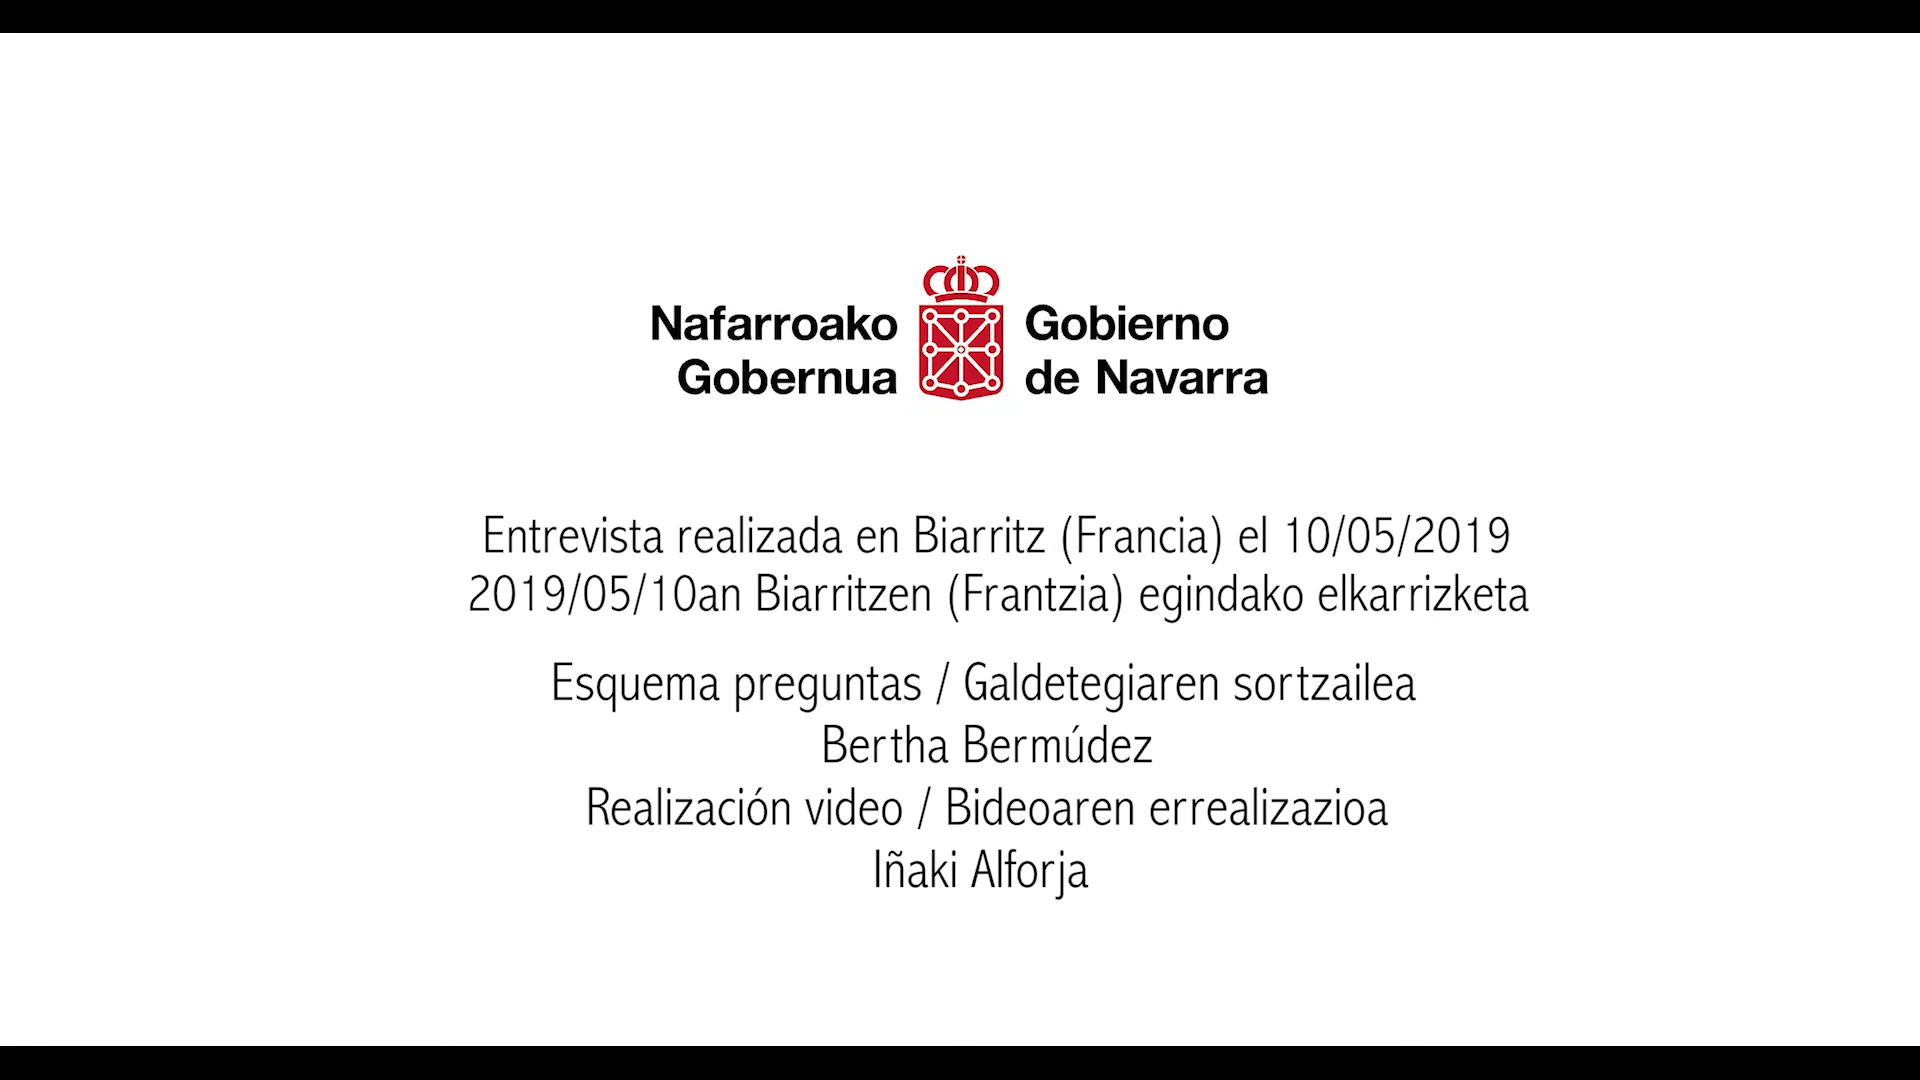 Nafarroako
Gobernua
Gobierno
de Navarra
Entrevista realizada en Biarritz (Francia) el 10/05/2019
2019/05/10an Biarritzen (Frantzia) egindako elkarrizketa
Esquema preguntas / Galdetegiaren sortzailea
Bertha Bermúdez
Realización video / Bideoaren errealizazioa
Iñaki Alforja